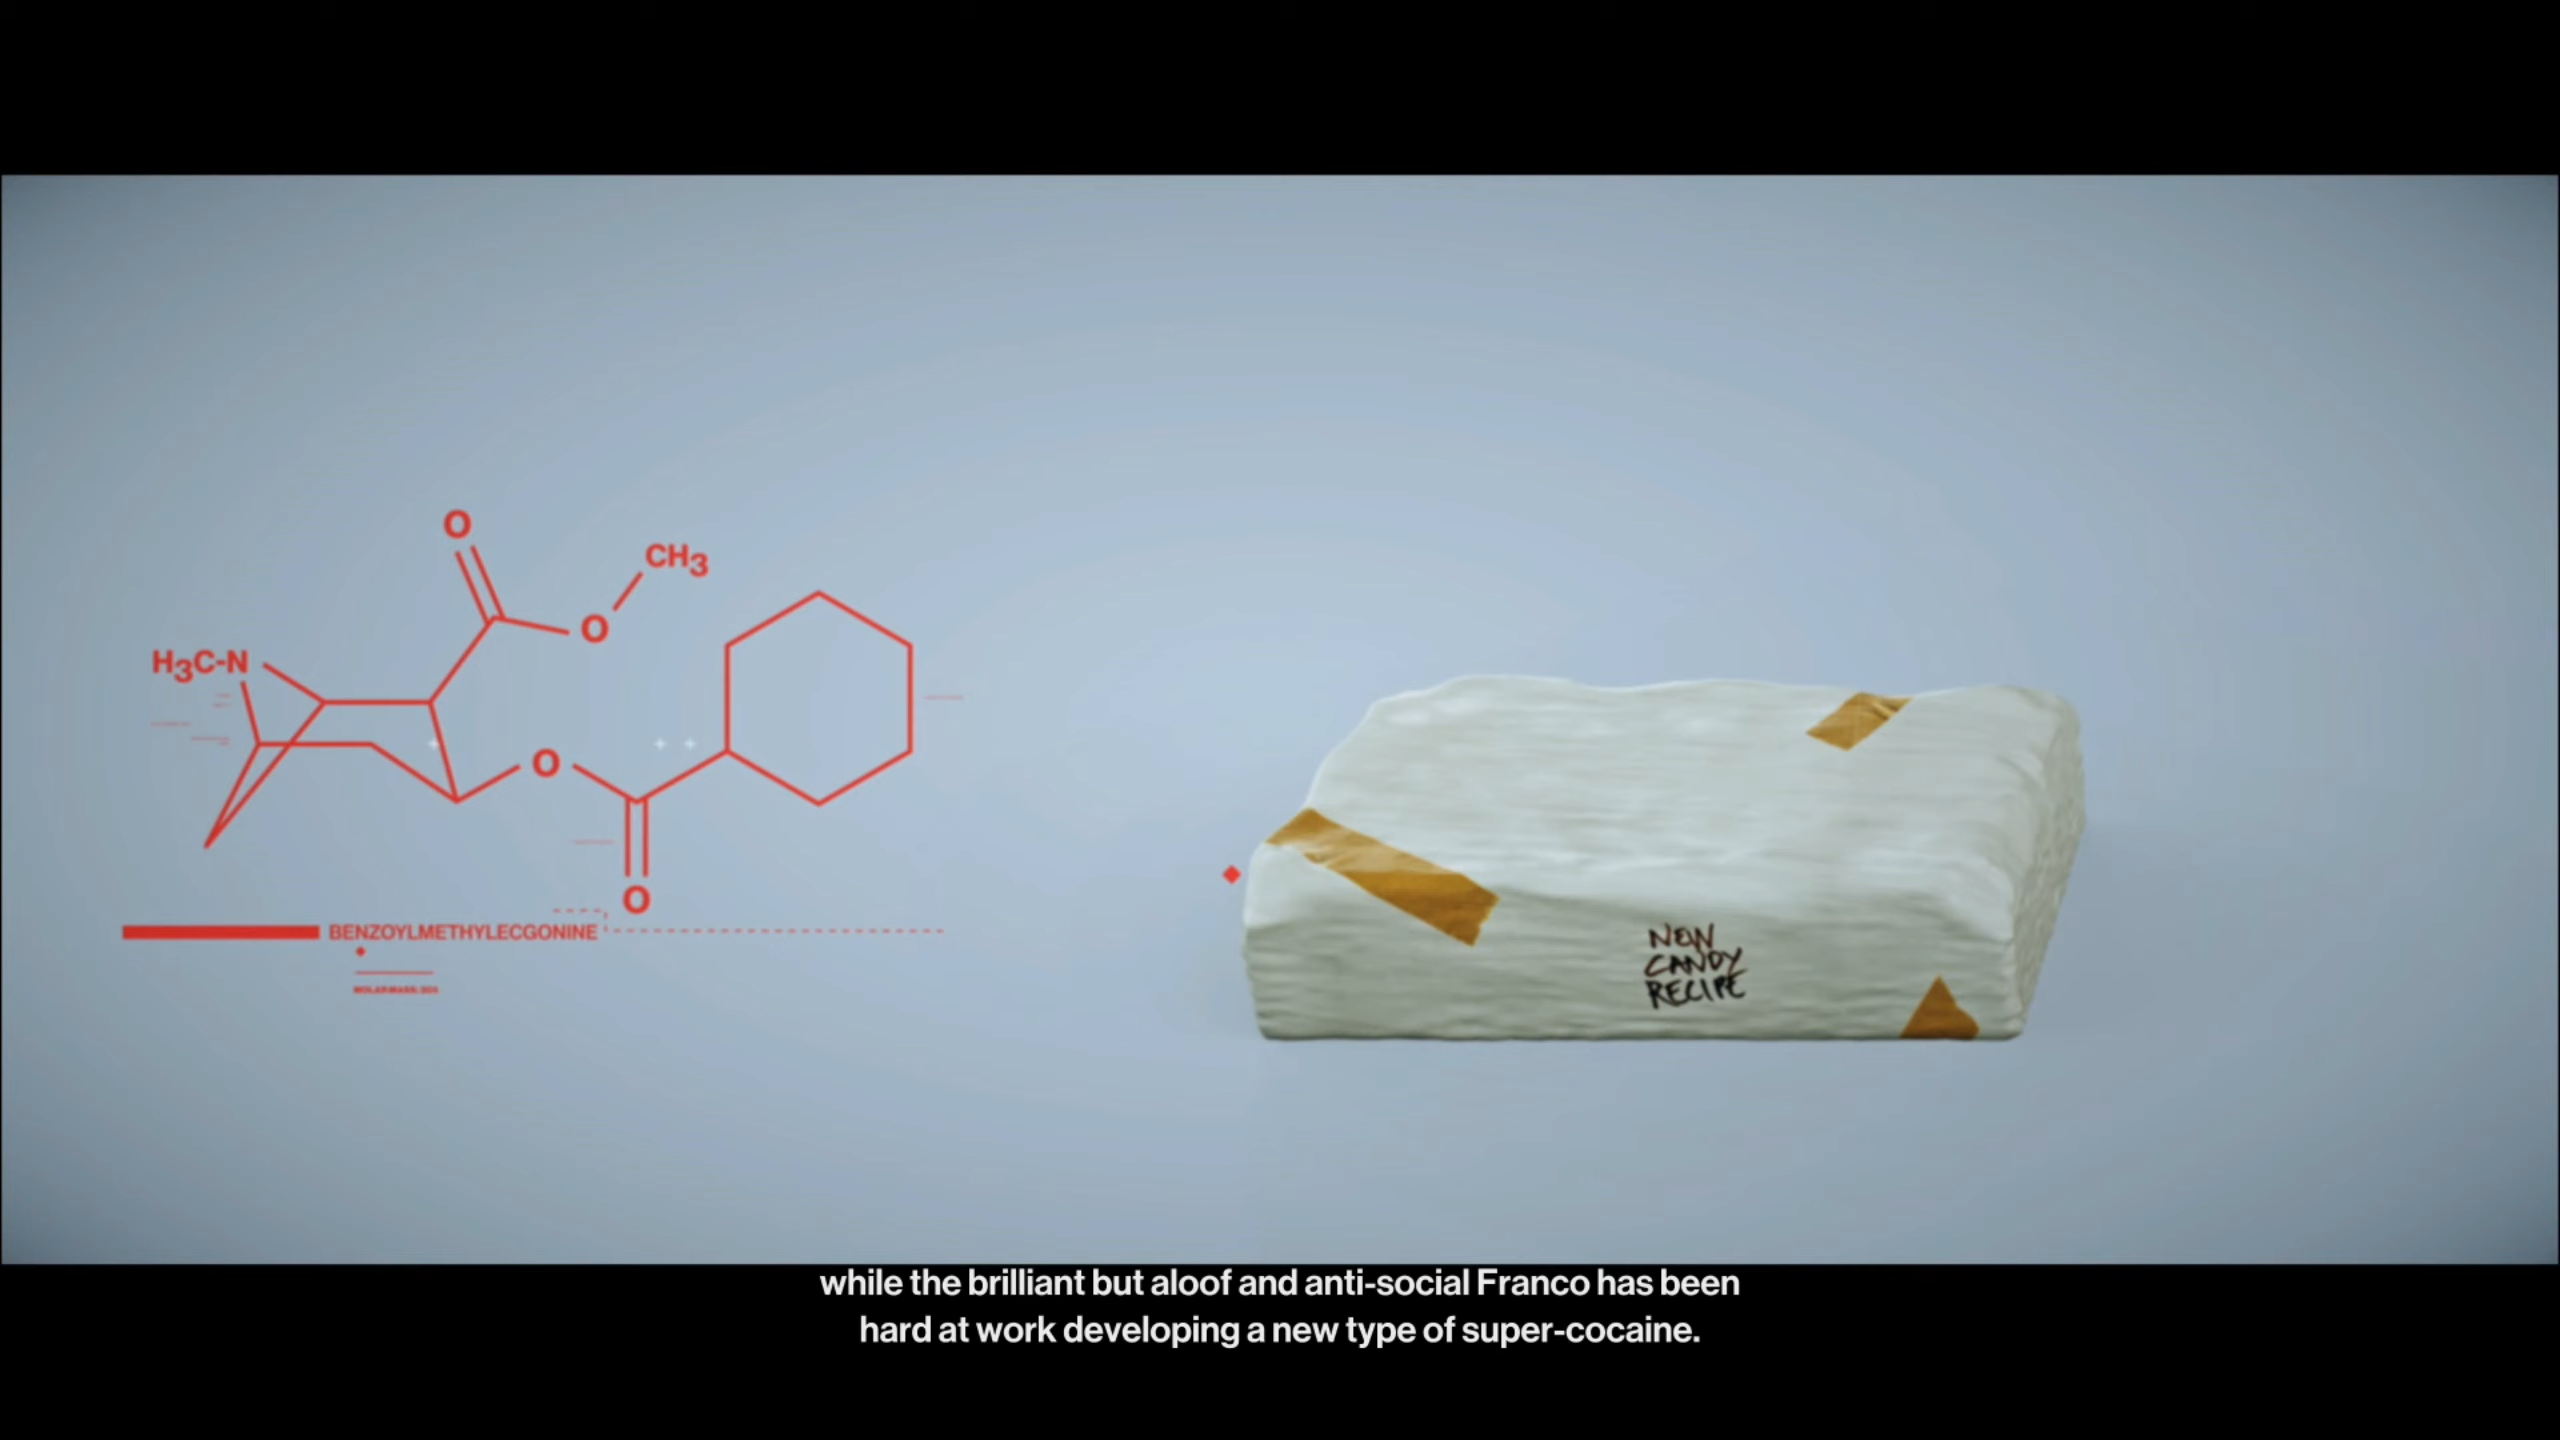 O
CH3
O
H3C-N
O
O
BENZOYLMETHYLECGONINE
NEW
CANDY
RECIPE
while the brilliant but aloof and anti-social Franco has been
hard at work developing a new type of super-cocaine.